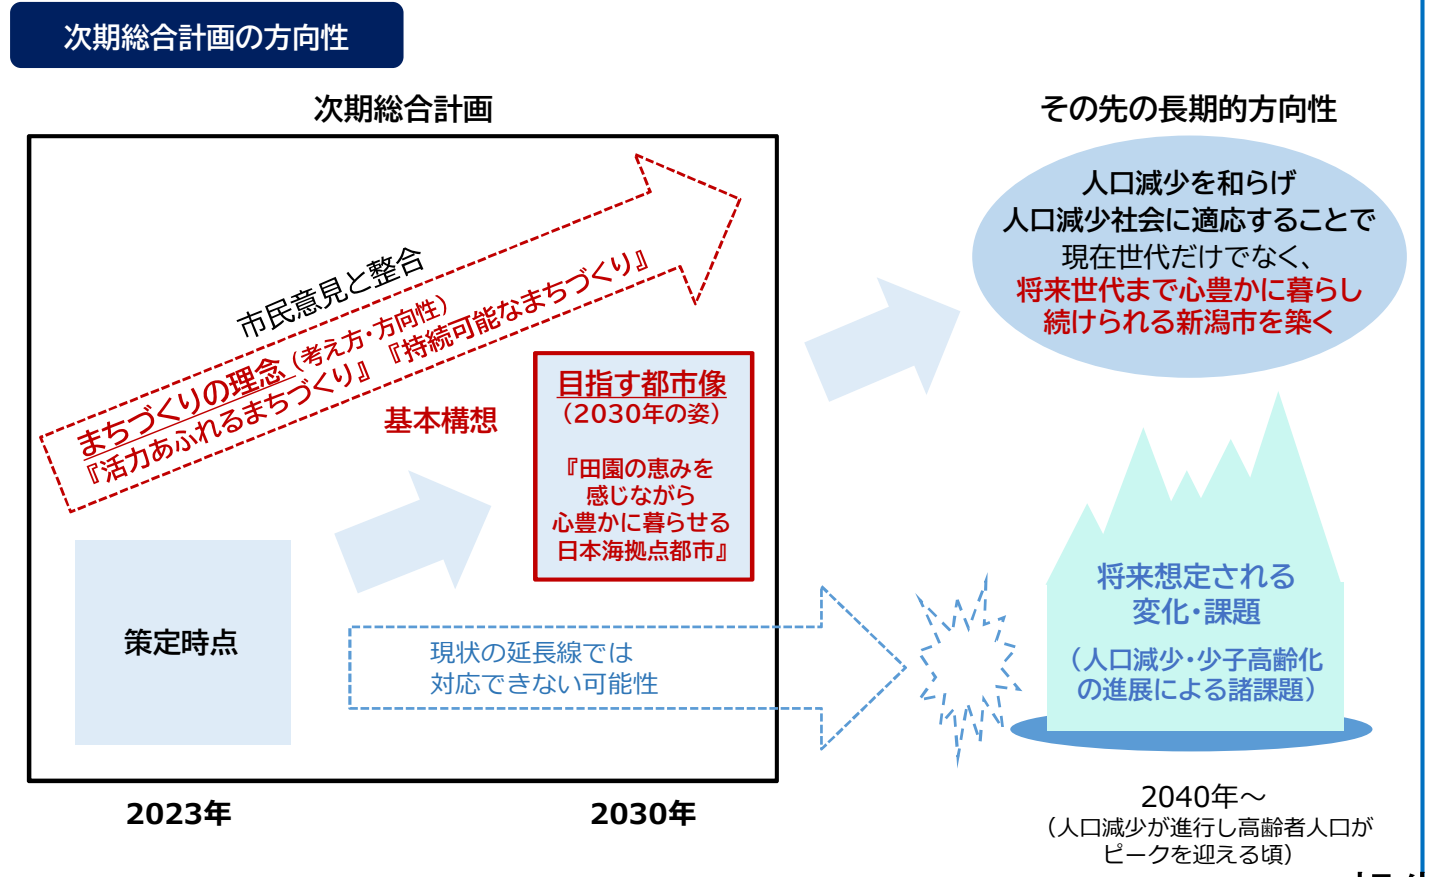 次期総合計画の方向性
次期総合計画
市民意見と整合
まちづくりの理念（考え方・方向性）
『活力あふれるまちづくり』『持続可能なまちづくり』
基本構想
目指す都市像
（2030年の姿）
『田園の恵みを
感じながら
心豊かに暮らせる
日本海拠点都市』
策定時点
現状の延長線では
対応できない可能性
2023年
2030年
その先の長期的方向性
人口減少を和らげ
人口減少社会に適応することで
現在世代だけでなく、
将来世代まで心豊かに暮らし
続けられる新潟市を築く
将来想定される
変化・課題
（人口減少・少子高齢化
の進展による諸課題）
2040年～
（人口減少が進行し高齢者人口が
ピークを迎える頃）